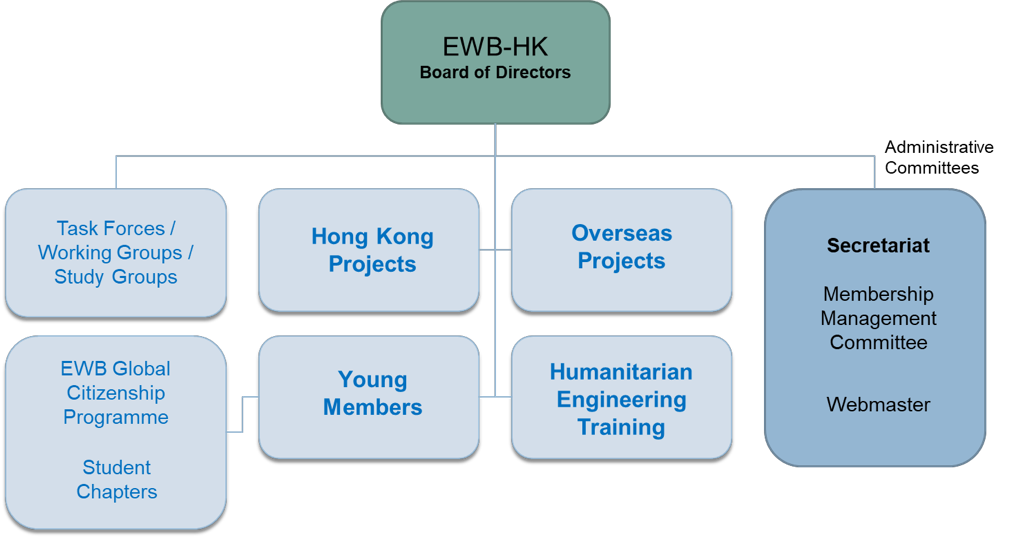 EWB-HK
Board of Directors
Administrative
Committees
Task Forces /
Working Groups /
Study Groups
Hong Kong
Projects
Overseas
Projects
Secretariat
Membership
Management
Committee
Webmaster
EWB Global
Citizenship
Programme
Student
Chapters
Young
Members
Humanitarian
Engineering
Training